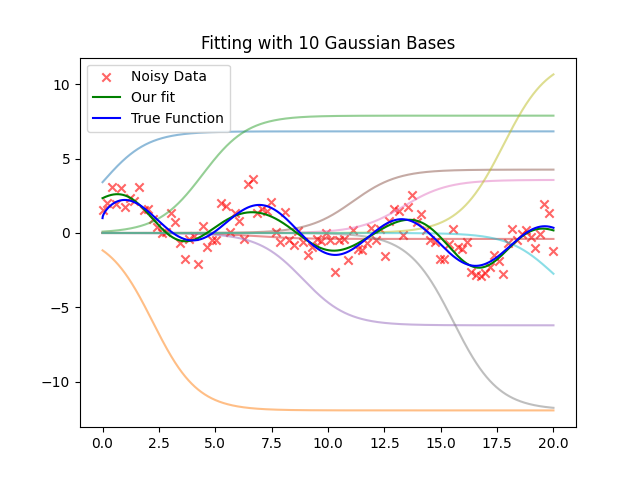 Fitting with 10 Gaussian Bases
Noisy Data
Our fit
True Function
10
5
0
−5
−10
0.0 2.5 5.0 7.5 10.0 12.5 15.0 17.5 20.0